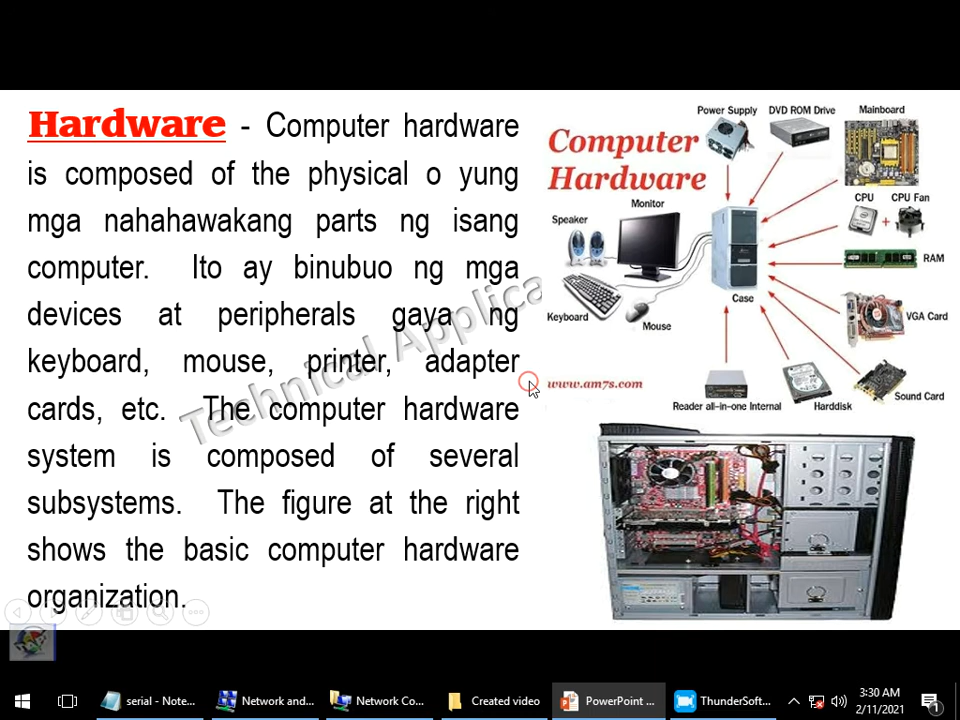 Hardware - Computer hardware
is composed of the physical o yung
mga nahahawakang parts ng isang
computer. Ito ay binubuo ng mga
devices at peripherals gaya ng
keyboard, mouse, printer, adapter
cards, etc. The computer hardware
system is composed of several
subsystems. The figure at the right
shows the basic computer hardware
organization.
Technical Applica
Computer
Hardware
Power Supply
DVD ROM Drive
Mainboard
CPU
+
CPU Fan
Monitor
Speaker
RAM
Case
Keyboard
Mouse
VGA Card
www.am7s.com
Reader all-in-one Internal
Harddisk
Sound Card
serial - Note...
Network and...
Network Co...
Created video
PowerPoint ...
ThunderSoft...
3:30 AM
2/11/2021
1